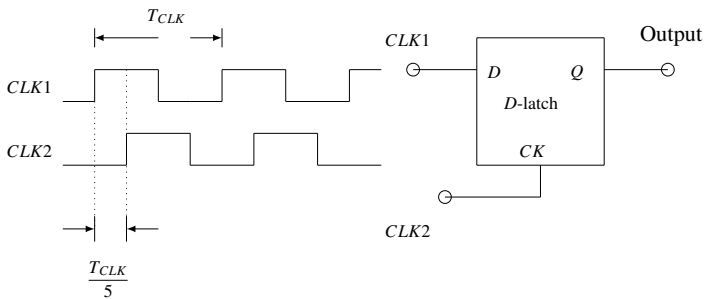 T_CLK
CLK1
CLK2
T_CLK
5
CLK1
Output
D
Q
D-latch
CK
CLK2